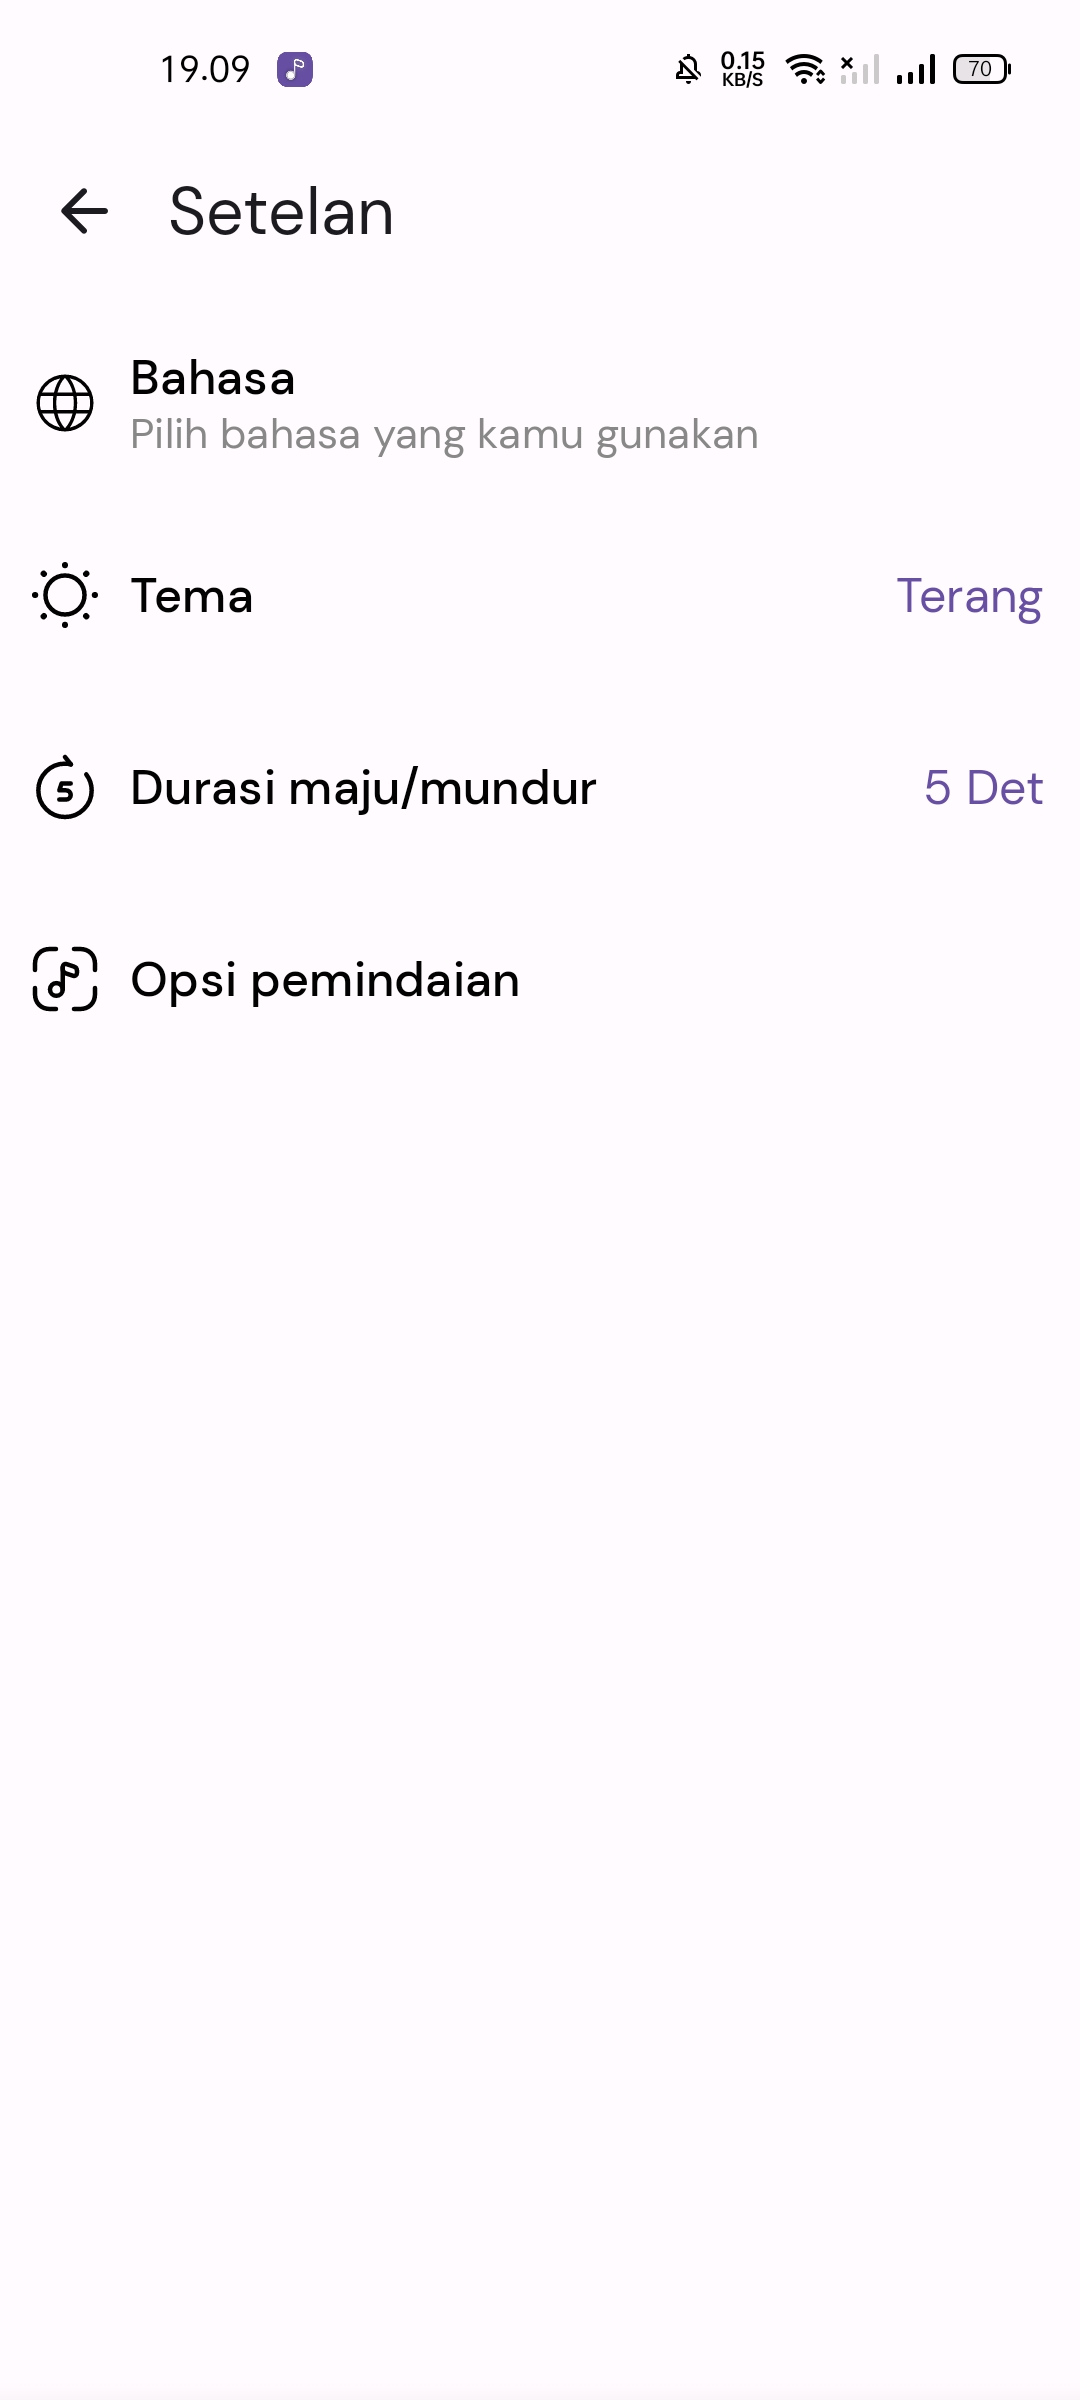 19.09
0.15
KB/S
70
Setelan
Bahasa
Pilih bahasa yang kamu gunakan
Tema
Terang
5
Durasi maju/mundur
5 Det
Opsi pemindaian